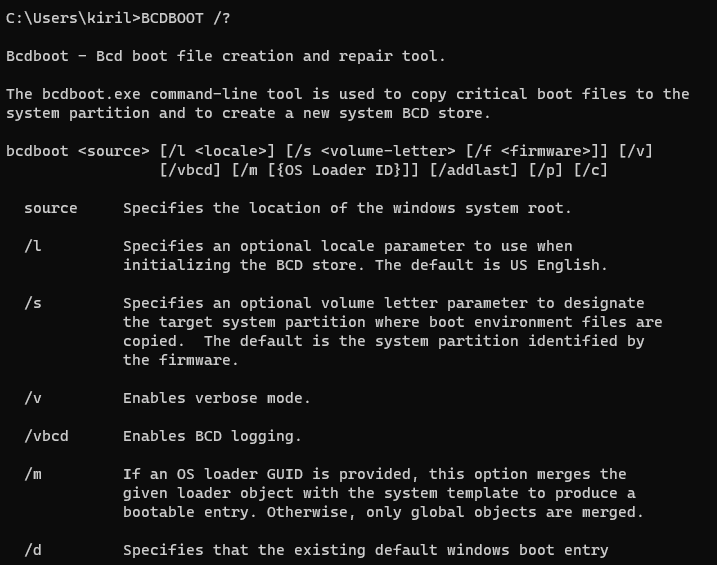 C:\Users\kiril>BCDBOOT /?
Bcdboot - Bcd boot file creation and repair tool.
The bcdboot.exe command-line tool is used to copy critical boot files to the
system partition and to create a new system BCD store.
bcdboot <source> [/l <locale>] [/s <volume-letter> [/f <firmware>]] [/v]
[/vbcd] [/m [{OS Loader ID}]] [/addlast] [/p] [/c]
source Specifies the location of the windows system root.
/l Specifies an optional locale parameter to use when
initializing the BCD store. The default is US English.
/s Specifies an optional volume letter parameter to designate
the target system partition where boot environment files are
copied. The default is the system partition identified by
the firmware.
/v Enables verbose mode.
/vbcd Enables BCD logging.
/m If an OS loader GUID is provided, this option merges the
given loader object with the system template to produce a
bootable entry. Otherwise, only global objects are merged.
/d Specifies that the existing default windows boot entry